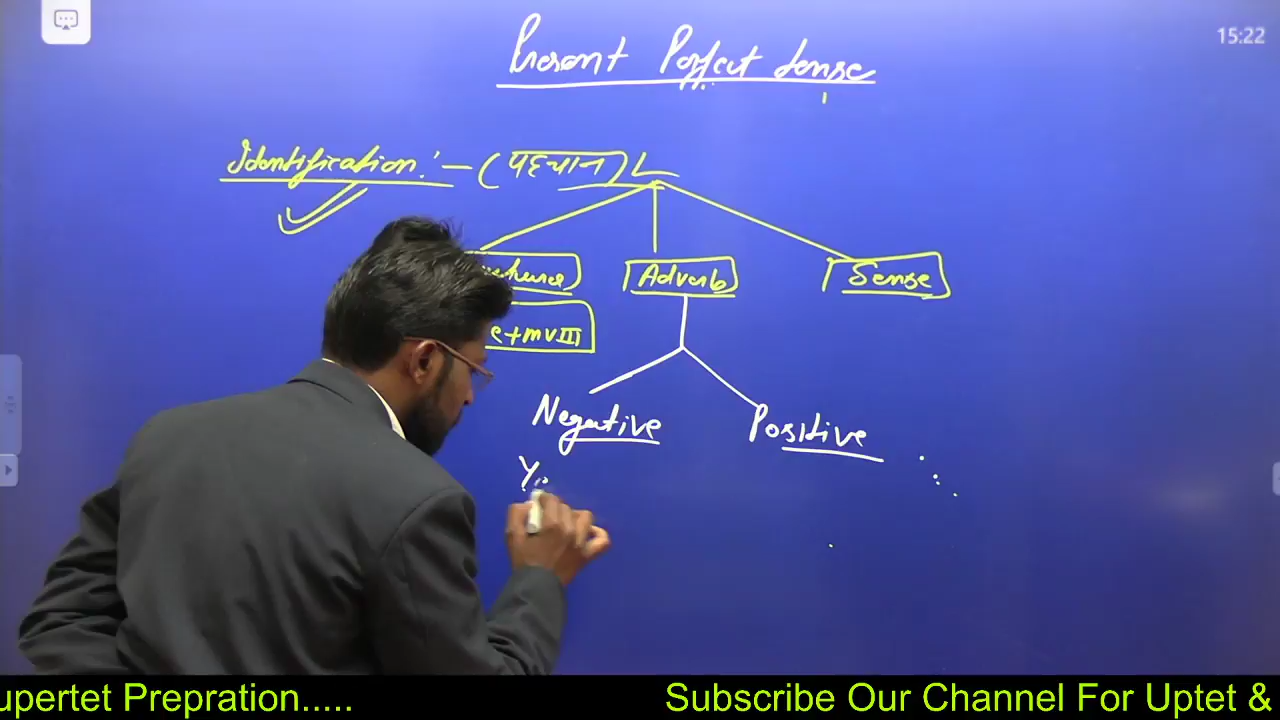 15:22
Present Perfect tense
Identification :- (पहचान)
Adverb
Sense
e+mvIII
Negative
Positive
Ye
upertet Prepration.....
Subscribe Our Channel For Uptet &